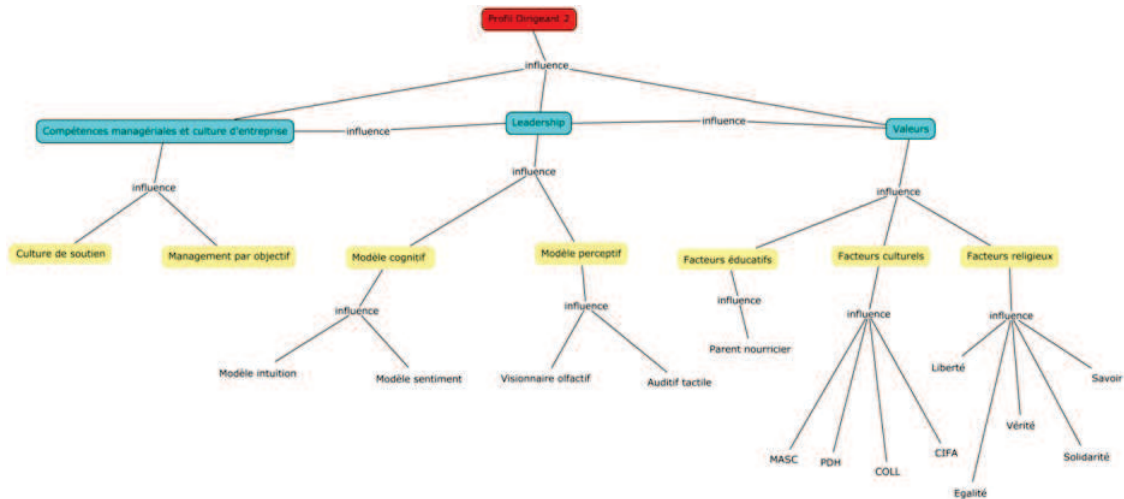 Profil Dirigeant 2
influence
Compétences managériales et culture d'entreprise
influence
Leadership
influence
Valeurs
influence
influence
influence
Culture de soutien
Management par objectif
Modèle cognitif
Modèle perceptif
Facteurs éducatifs
Facteurs culturels
Facteurs religieux
influence
influence
influence
influence
influence
Modèle intuition
Modèle sentiment
Visionnaire olfactif
Auditif tactile
Parent nourricier
Liberté
Savoir
MASC
PDH
COLL
CIFA
Egalité
Vérité
Solidarité